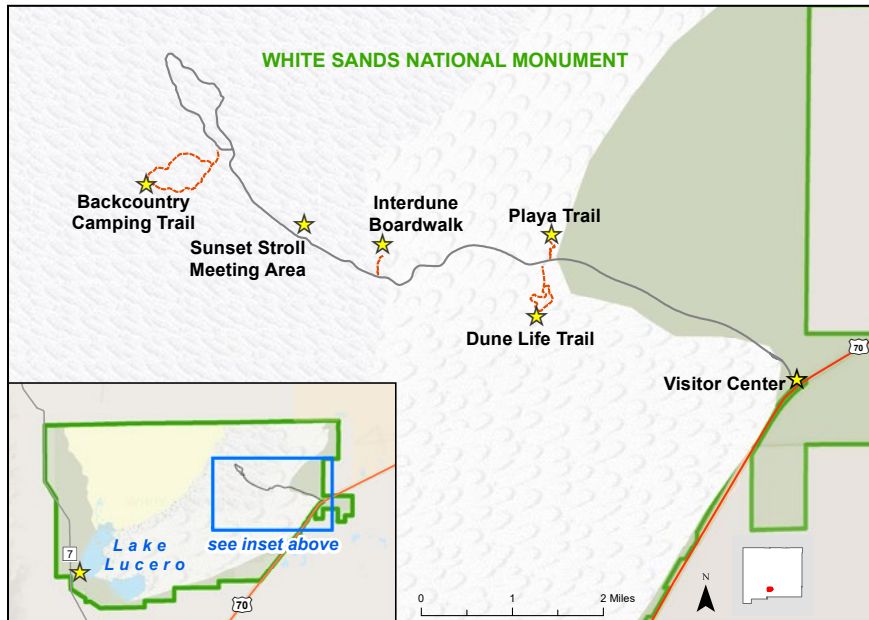 WHITE SANDS NATIONAL MONUMENT
Backcountry
Camping Trail
Sunset Stroll
Meeting Area
Interdune
Boardwalk
Playa Trail
Dune Life Trail
Visitor Center
70
7
Lake
Lucero
see inset above
70
0 1 2 Miles
N